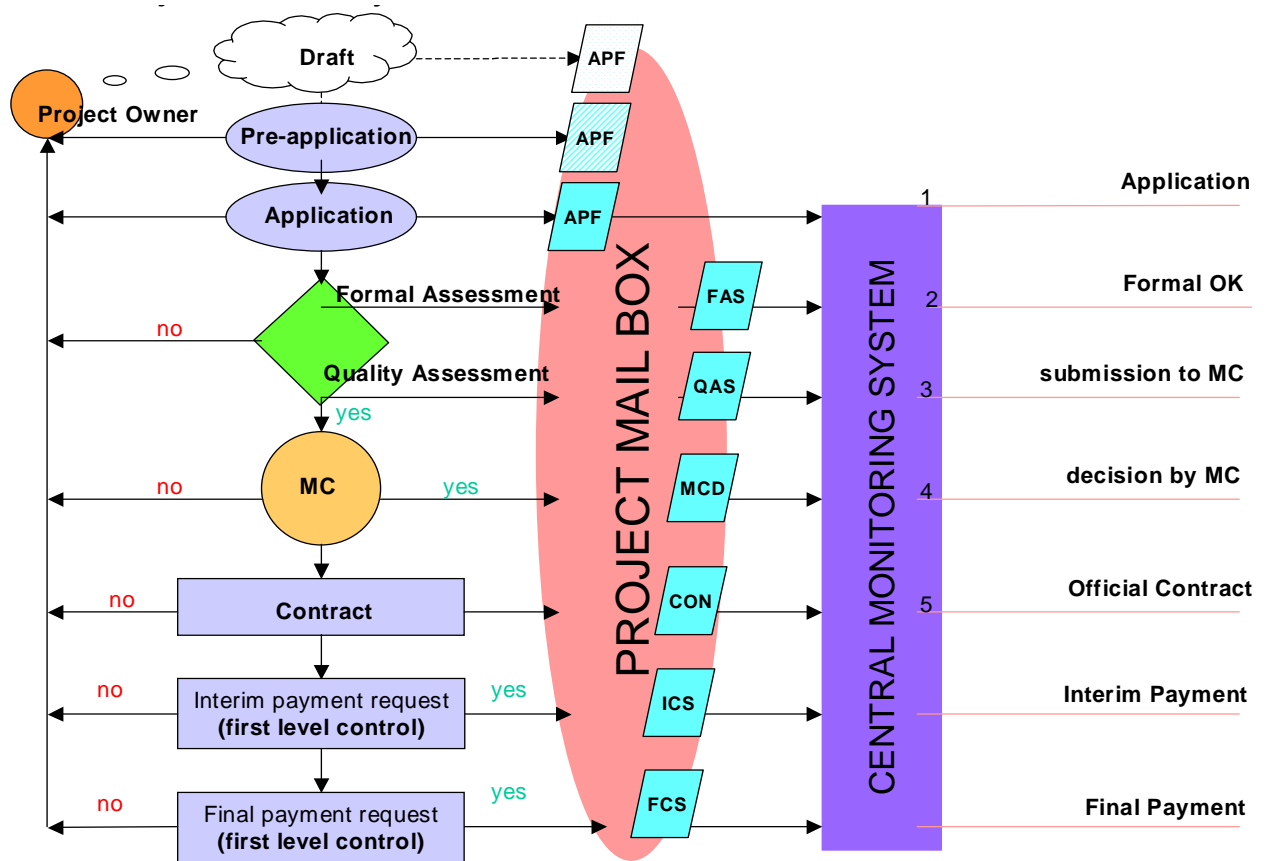 Draft
APF
Project Owner
Pre-application
APF
Application
APF
1
Application
Formal Assessment
FAS
2
Formal OK
no
Quality Assessment
QAS
3
submission to MC
yes
MC
no
yes
MCD
4
decision by MC
Contract
no
CON
5
Official Contract
Interim payment request
(first level control)
no
yes
ICS
Interim Payment
Final payment request
(first level control)
no
yes
FCS
Final Payment
PROJECT MAIL BOX
CENTRAL MONITORING SYSTEM